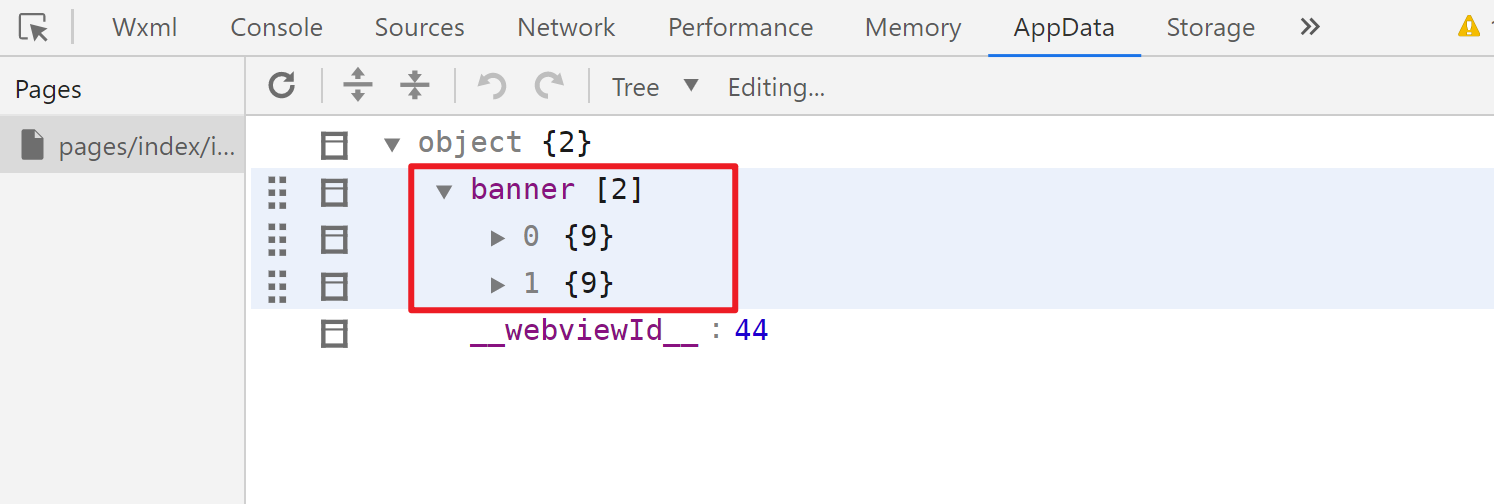 Wxml Console Sources Network Performance Memory AppData Storage
Pages Tree Editing...
pages/index/i... object {2}
banner [2]
0 {9}
1 {9}
__webviewId__ : 44